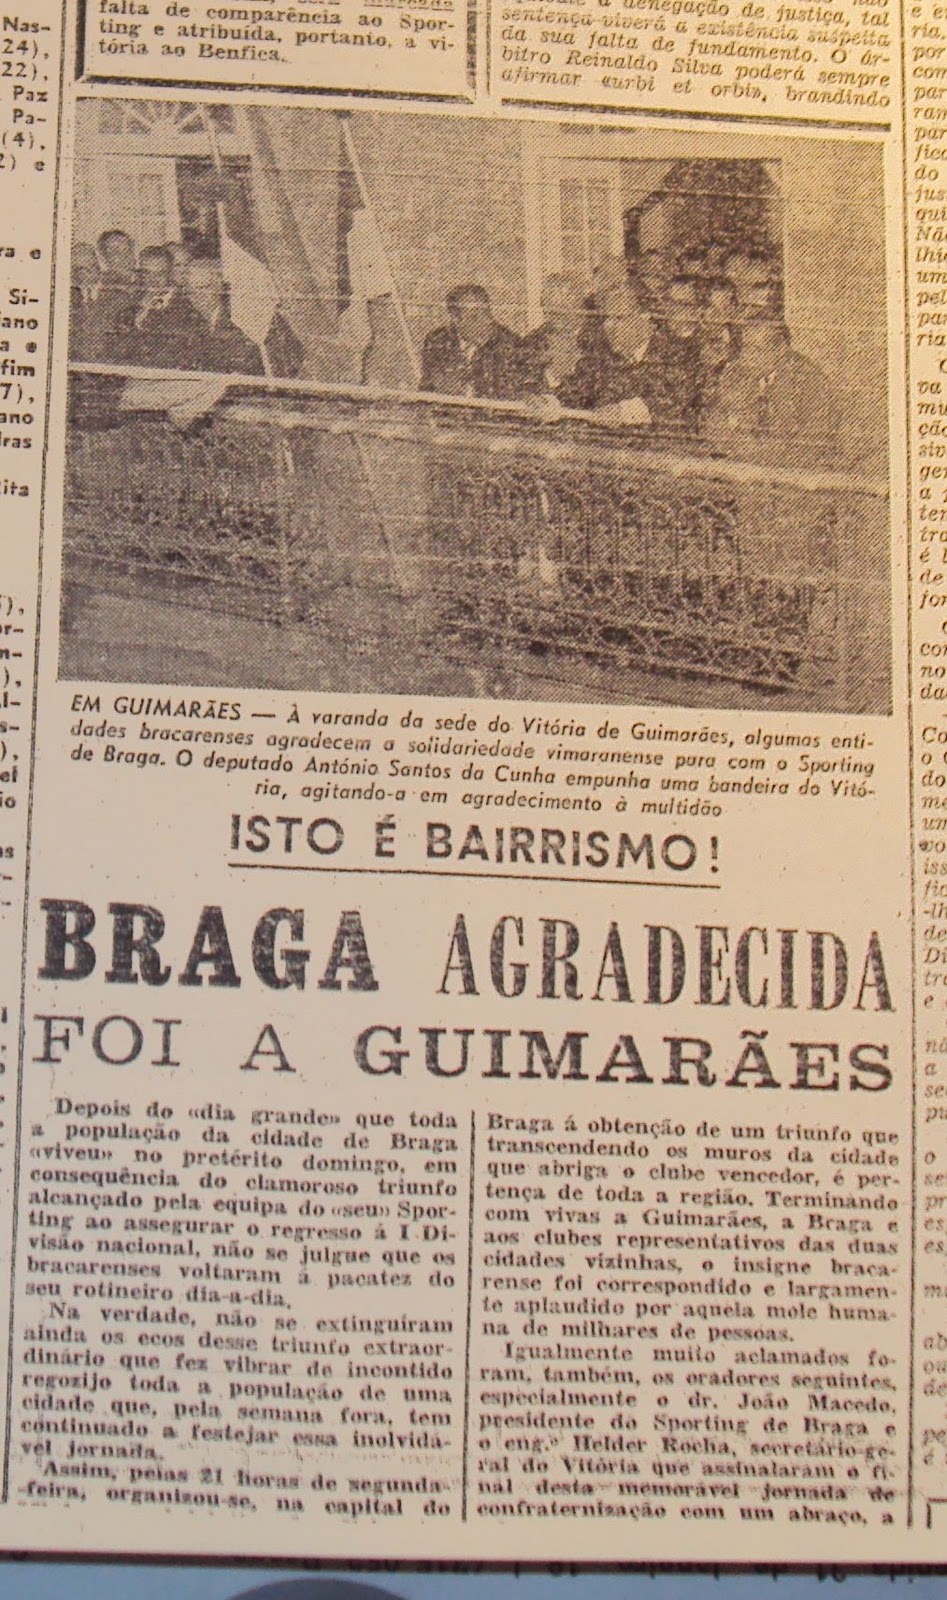 falta de comparência ao Spor-
ting e atribuída, portanto, a vi-
tória ao Benfica.
a denegação de justiça, tal
sentença viverá a existência suspeita
da sua falta de fundamento. O ár-
bitro Reinaldo Silva poderá sempre
afirmar «urbi et orbi», brandindo
Nas-
24),
22),
Paz
Pa-
(4),
2) e
EM GUIMARÃES — À varanda da sede do Vitória de Guimarães, algumas enti-
dades bracarenses agradecem a solidariedade vimaranense para com o Sporting
de Braga. O deputado António Santos da Cunha empunha uma bandeira do Vitó-
ria, agitando-a em agradecimento à multidão
ISTO É BAIRRISMO!
BRAGA AGRADECIDA
FOI A GUIMARÃES
Depois do «dia grande» que toda
a população da cidade de Braga
«viveu» no pretérito domingo, em
consequência do clamoroso triunfo
alcançado pela equipa do «seu» Spor-
ting ao assegurar o regresso á I Di-
visão nacional, não se julgue que os
bracarenses voltaram à pacatez do
seu rotineiro dia-a-dia.
Na verdade, não se extinguiram
ainda os ecos desse triunfo extraor-
dinário que fez vibrar de incontido
regozijo toda a população de uma
cidade que, pela semana fora, tem
continuado a festejar essa inolvidá-
vel jornada.
Assim, pelas 21 horas de segunda-
-feira, organizou-se, na capital do
Braga á obtenção de um triunfo que
transcendendo os muros da cidade
que abriga o clube vencedor, é per-
tença de toda a região. Terminando
com vivas a Guimarães, a Braga e
aos clubes representativos das duas
cidades vizinhas, o insigne braca-
rense foi correspondido e largamen-
te aplaudido por aquela mole huma-
na de milhares de pessoas.
Igualmente muito aclamados fo-
ram, também, os oradores seguintes,
especialmente o dr. João Macedo,
presidente do Sporting de Braga e
o eng.º Helder Rocha, secretário-ge-
ral do Vitória que assinalaram o fi-
nal desta memorável jornada de
confraternização com um abraço, a